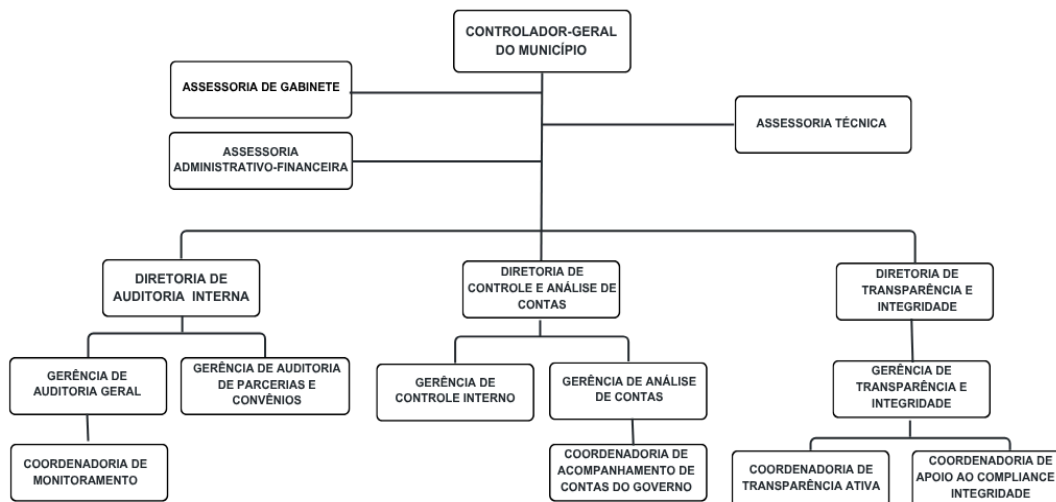 CONTROLADOR-GERAL
DO MUNICÍPIO
ASSESSORIA DE GABINETE
ASSESSORIA TÉCNICA
ASSESSORIA
ADMINISTRATIVO-FINANCEIRA
DIRETORIA DE
AUDITORIA INTERNA
DIRETORIA DE
CONTROLE E ANÁLISE DE
CONTAS
DIRETORIA DE
TRANSPARÊNCIA E
INTEGRIDADE
GERÊNCIA DE
AUDITORIA GERAL
GERÊNCIA DE AUDITORIA
DE PARCERIAS E
CONVÊNIOS
GERÊNCIA DE
CONTROLE INTERNO
GERÊNCIA DE ANÁLISE
DE CONTAS
GERÊNCIA DE
TRANSPARÊNCIA E
INTEGRIDADE
COORDENADORIA DE
MONITORAMENTO
COORDENADORIA DE
ACOMPANHAMENTO DE
CONTAS DO GOVERNO
COORDENADORIA DE
TRANSPARÊNCIA ATIVA
COORDENADORIA DE
APOIO AO COMPLIANCE
INTEGRIDADE